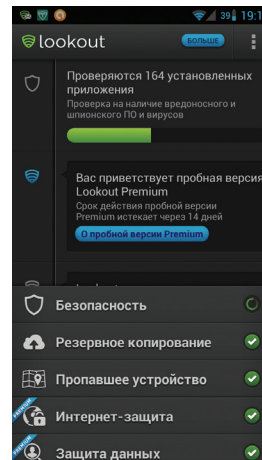 39 19:1
lookout
БОЛЬШЕ
Проверяются 164 установленных
приложения
Проверка на наличие вредоносного и
шпионского ПО и вирусов
Вас приветствует пробная версия
Lookout Premium
Срок действия пробной версии
Premium истекает через 14 дней
О пробной версии Premium
Безопасность
Резервное копирование
Пропавшее устройство
PREMIUM
Интернет-защита
PREMIUM
Защита данных